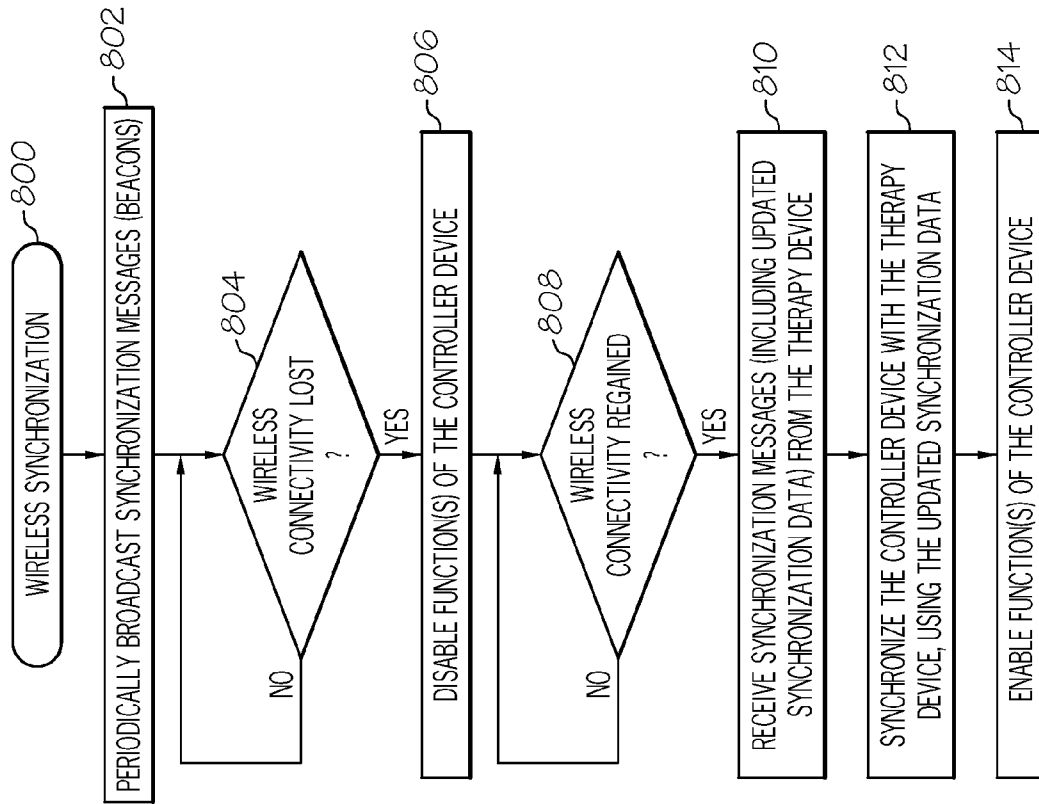 WIRELESS SYNCHRONIZATION
800
PERIODICALLY BROADCAST SYNCHRONIZATION MESSAGES (BEACONS)
802
WIRELESS
CONNECTIVITY LOST
?
804
NO
YES
DISABLE FUNCTION(S) OF THE CONTROLLER DEVICE
806
WIRELESS
CONNECTIVITY REGAINED
?
808
NO
YES
RECEIVE SYNCHRONIZATION MESSAGES (INCLUDING UPDATED
SYNCHRONIZATION DATA) FROM THE THERAPY DEVICE
810
SYNCHRONIZE THE CONTROLLER DEVICE WITH THE THERAPY
DEVICE, USING THE UPDATED SYNCHRONIZATION DATA
812
ENABLE FUNCTION(S) OF THE CONTROLLER DEVICE
814